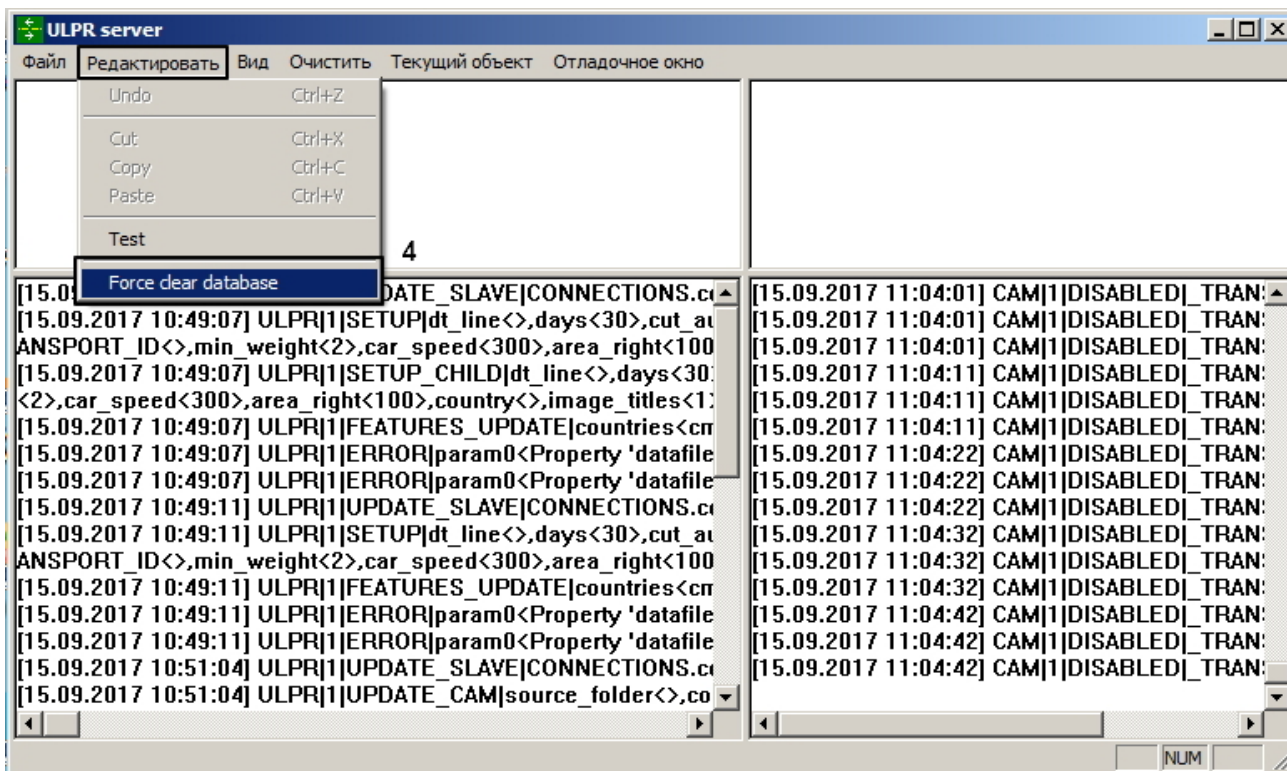 ULPR server
Файл Редактировать Вид Очистить Текущий объект Отладочное окно
Undo Ctrl+Z
Cut Ctrl+X
Copy Ctrl+C
Paste Ctrl+V
Test
4
Force clear database
[15.0 DATE_SLAVE|CONNECTIONS.c
[15.09.2017 10:49:07] ULPR|1|SETUP|dt_line<>,days<30>,cut_au
ANSPORT_ID<>,min_weight<2>,car_speed<300>,area_right<100
[15.09.2017 10:49:07] ULPR|1|SETUP_CHILD|dt_line<>,days<30
<2>,car_speed<300>,area_right<100>,country<>,image_titles<1>
[15.09.2017 10:49:07] ULPR|1|FEATURES_UPDATE|countries<cm
[15.09.2017 10:49:07] ULPR|1|ERROR|param0<Property 'datafile
[15.09.2017 10:49:07] ULPR|1|ERROR|param0<Property 'datafile
[15.09.2017 10:49:11] ULPR|1|UPDATE_SLAVE|CONNECTIONS.c
[15.09.2017 10:49:11] ULPR|1|SETUP|dt_line<>,days<30>,cut_au
ANSPORT_ID<>,min_weight<2>,car_speed<300>,area_right<100
[15.09.2017 10:49:11] ULPR|1|FEATURES_UPDATE|countries<cm
[15.09.2017 10:49:11] ULPR|1|ERROR|param0<Property 'datafile
[15.09.2017 10:49:11] ULPR|1|ERROR|param0<Property 'datafile
[15.09.2017 10:51:04] ULPR|1|UPDATE_SLAVE|CONNECTIONS.c
[15.09.2017 10:51:04] ULPR|1|UPDATE_CAM|source_folder<>,co
[15.09.2017 11:04:01] CAM|1|DISABLED|_TRAN
[15.09.2017 11:04:01] CAM|1|DISABLED|_TRAN
[15.09.2017 11:04:01] CAM|1|DISABLED|_TRAN
[15.09.2017 11:04:11] CAM|1|DISABLED|_TRAN
[15.09.2017 11:04:11] CAM|1|DISABLED|_TRAN
[15.09.2017 11:04:11] CAM|1|DISABLED|_TRAN
[15.09.2017 11:04:22] CAM|1|DISABLED|_TRAN
[15.09.2017 11:04:22] CAM|1|DISABLED|_TRAN
[15.09.2017 11:04:22] CAM|1|DISABLED|_TRAN
[15.09.2017 11:04:32] CAM|1|DISABLED|_TRAN
[15.09.2017 11:04:32] CAM|1|DISABLED|_TRAN
[15.09.2017 11:04:32] CAM|1|DISABLED|_TRAN
[15.09.2017 11:04:42] CAM|1|DISABLED|_TRAN
[15.09.2017 11:04:42] CAM|1|DISABLED|_TRAN
[15.09.2017 11:04:42] CAM|1|DISABLED|_TRAN
NUM